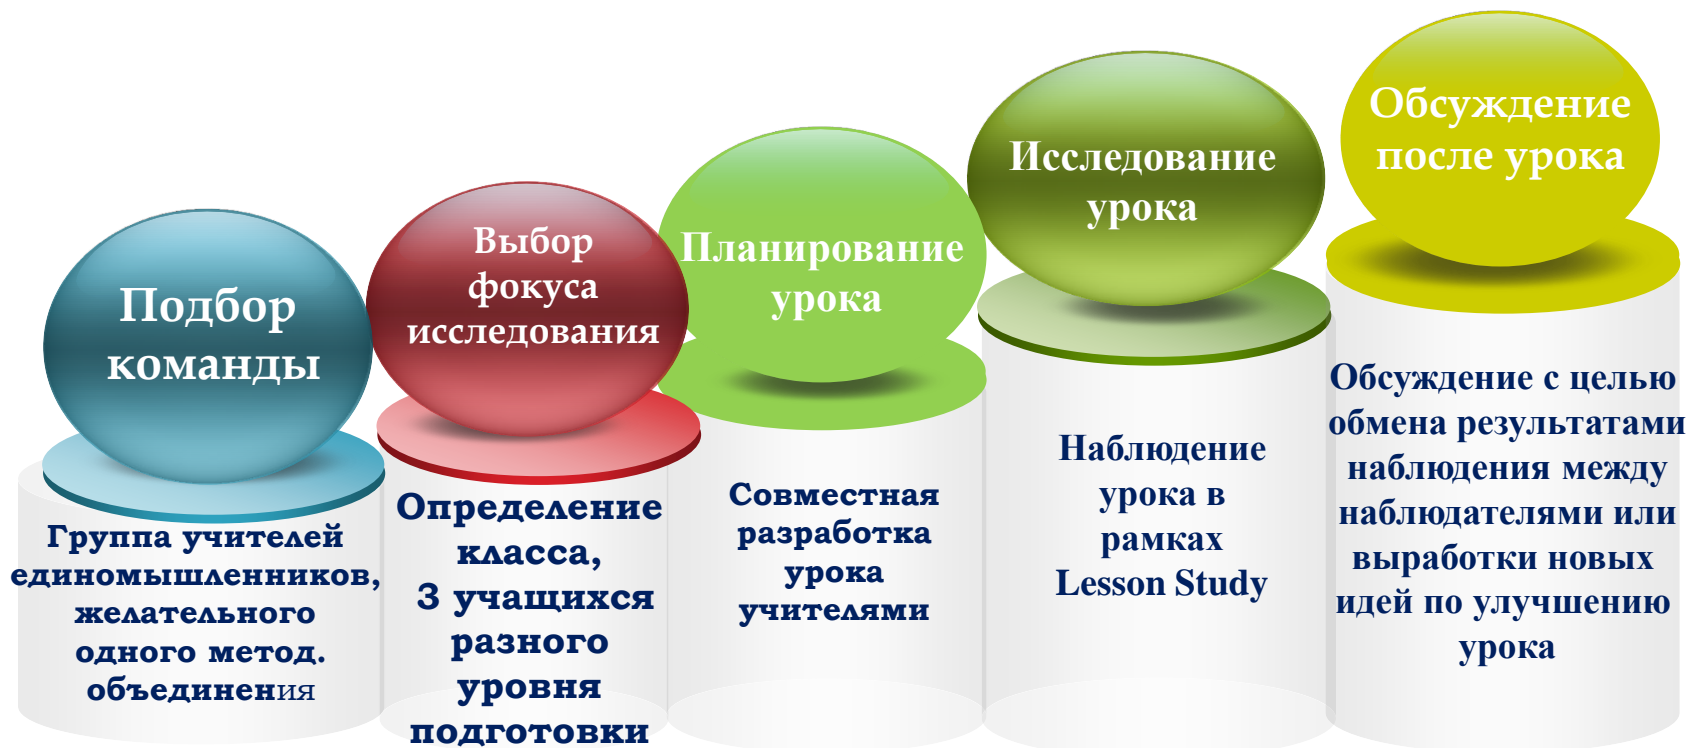 Подбор
команды
Группа учителей
единомышленников,
желательного
одного метод.
объединения
Выбор
фокуса
исследования
Определение
класса,
3 учащихся
разного
уровня
подготовки
Планирование
урока
Совместная
разработка
урока
учителями
Исследование
урока
Наблюдение
урока в
рамках
Lesson Study
Обсуждение
после урока
Обсуждение с целью
обмена результатами
наблюдения между
наблюдателями или
выработки новых
идей по улучшению
урока